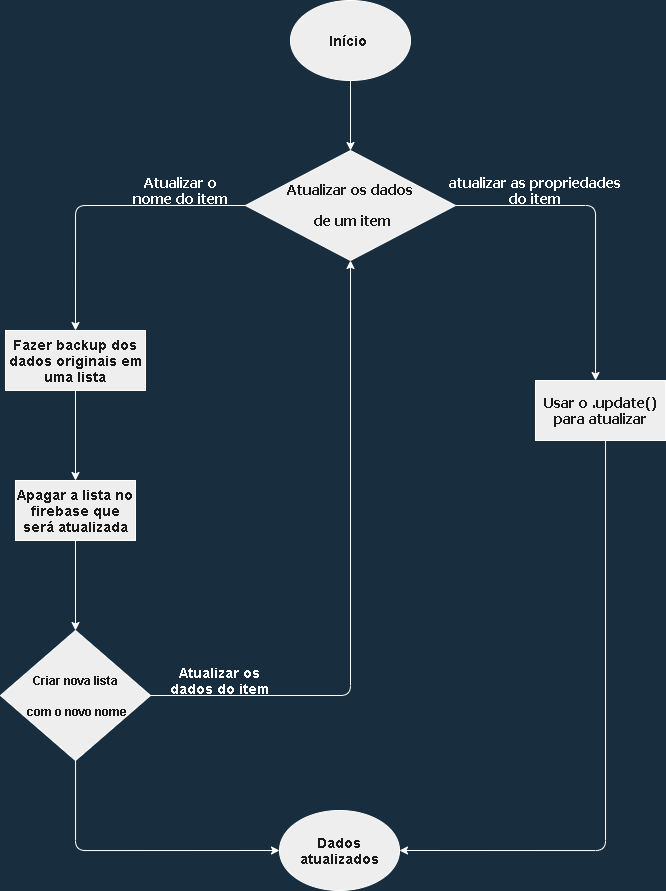 Início
Atualizar o
nome do item
Atualizar os dados
de um item
atualizar as propriedades
do item
Fazer backup dos
dados originais em
uma lista
Usar o .update()
para atualizar
Apagar a lista no
firebase que
será atualizada
Criar nova lista
com o novo nome
Atualizar os
dados do item
Dados
atualizados